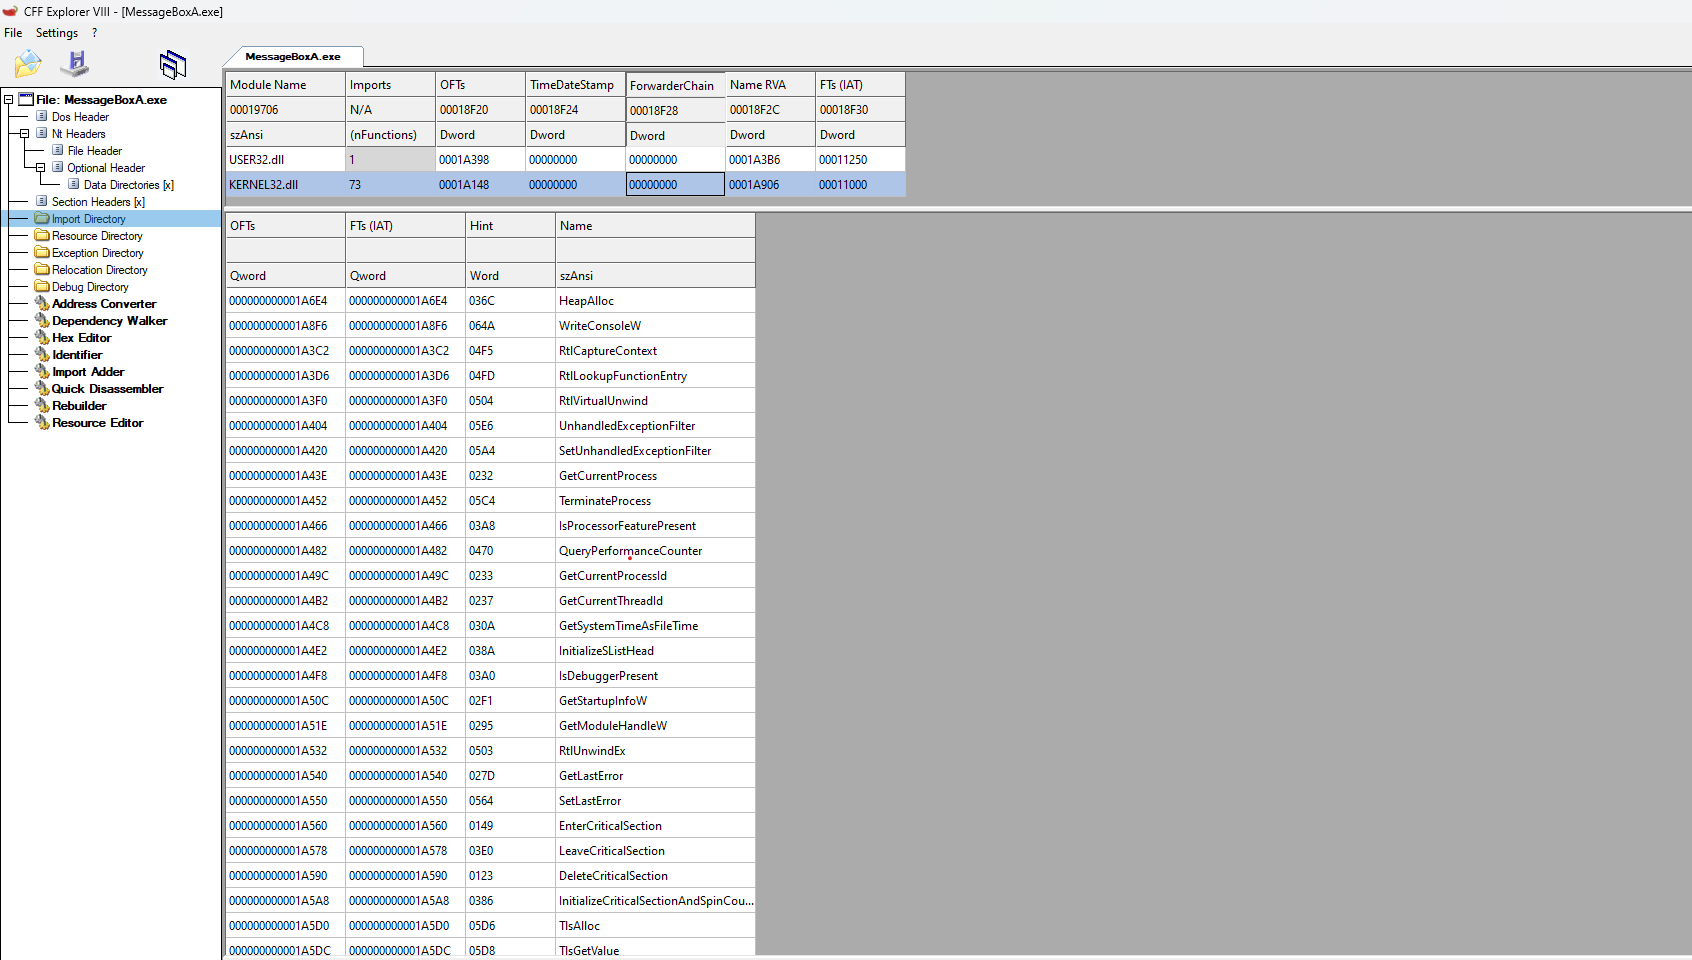 CFF Explorer VIII - [MessageBoxA.exe]
File Settings ?
MessageBoxA.exe
File: MessageBoxA.exe
Dos Header
Nt Headers
File Header
Optional Header
Data Directories [x]
Section Headers [x]
Import Directory
Resource Directory
Exception Directory
Relocation Directory
Debug Directory
Address Converter
Dependency Walker
Hex Editor
Identifier
Import Adder
Quick Disassembler
Rebuilder
Resource Editor
Module Name Imports OFTs TimeDateStamp ForwarderChain Name RVA FTs (IAT)
00019706 N/A 00018F20 00018F24 00018F28 00018F2C 00018F30
szAnsi (nFunctions) Dword Dword Dword Dword Dword
USER32.dll 1 0001A398 00000000 00000000 0001A3B6 00011250
KERNEL32.dll 73 0001A148 00000000 00000000 0001A906 00011000
OFTs FTs (IAT) Hint Name
Qword Qword Word szAnsi
000000000001A6E4 000000000001A6E4 036C HeapAlloc
000000000001A8F6 000000000001A8F6 064A WriteConsoleW
000000000001A3C2 000000000001A3C2 04F5 RtlCaptureContext
000000000001A3D6 000000000001A3D6 04FD RtlLookupFunctionEntry
000000000001A3F0 000000000001A3F0 0504 RtlVirtualUnwind
000000000001A404 000000000001A404 05E6 UnhandledExceptionFilter
000000000001A420 000000000001A420 05A4 SetUnhandledExceptionFilter
000000000001A43E 000000000001A43E 0232 GetCurrentProcess
000000000001A452 000000000001A452 05C4 TerminateProcess
000000000001A466 000000000001A466 03A8 IsProcessorFeaturePresent
000000000001A482 000000000001A482 0470 QueryPerformanceCounter
000000000001A49C 000000000001A49C 0233 GetCurrentProcessId
000000000001A4B2 000000000001A4B2 0237 GetCurrentThreadId
000000000001A4C8 000000000001A4C8 030A GetSystemTimeAsFileTime
000000000001A4E2 000000000001A4E2 038A InitializeSListHead
000000000001A4F8 000000000001A4F8 03A0 IsDebuggerPresent
000000000001A50C 000000000001A50C 02F1 GetStartupInfoW
000000000001A51E 000000000001A51E 0295 GetModuleHandleW
000000000001A532 000000000001A532 0503 RtlUnwindEx
000000000001A540 000000000001A540 027D GetLastError
000000000001A550 000000000001A550 0564 SetLastError
000000000001A560 000000000001A560 0149 EnterCriticalSection
000000000001A578 000000000001A578 03E0 LeaveCriticalSection
000000000001A590 000000000001A590 0123 DeleteCriticalSection
000000000001A5A8 000000000001A5A8 0386 InitializeCriticalSectionAndSpinCou...
000000000001A5D0 000000000001A5D0 05D6 TlsAlloc
000000000001A5DC 000000000001A5DC 05D8 TlsGetValue